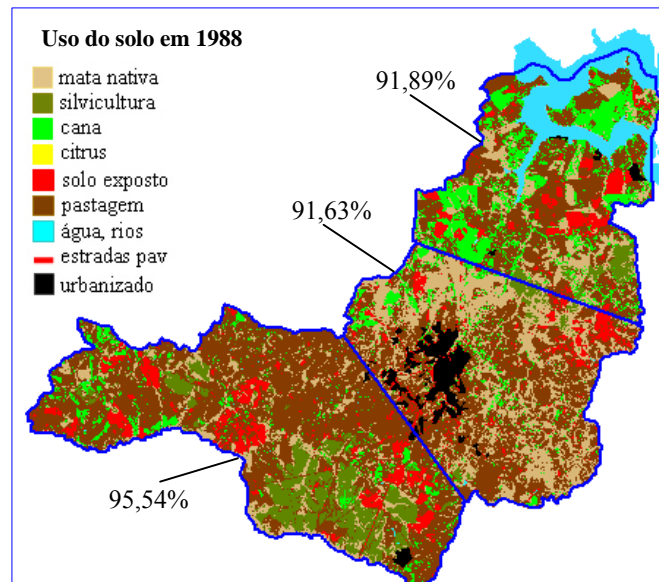 Uso do solo em 1988
mata nativa
silvicultura
cana
citrus
solo exposto
pastagem
água, rios
estradas pav
urbanizado
91,89%
91,63%
95,54%